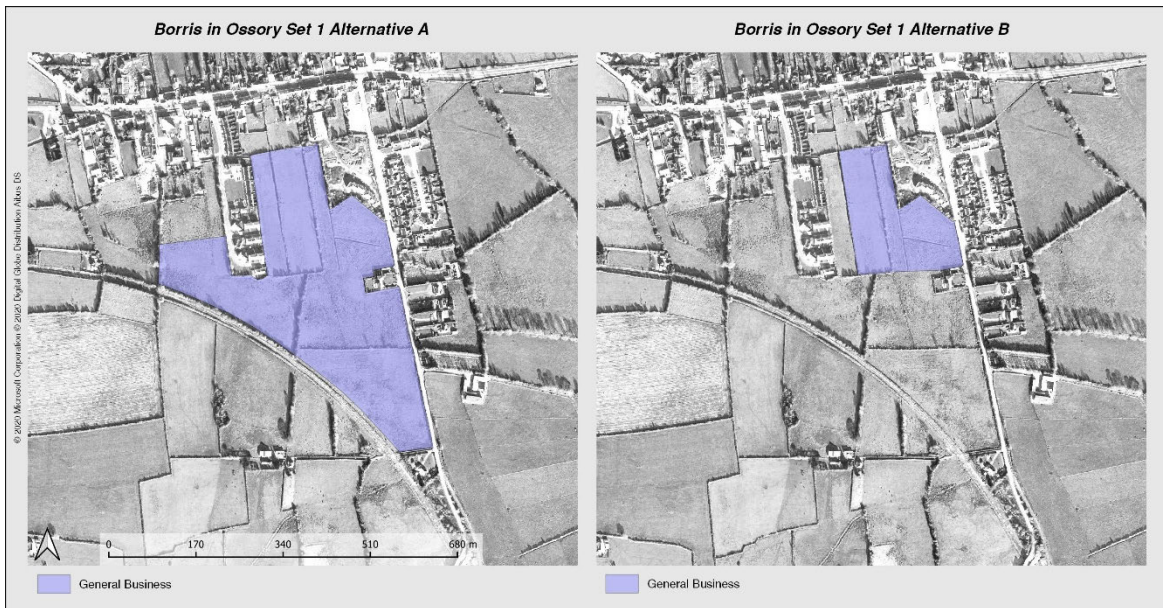 Borris in Ossory Set 1 Alternative A
Borris in Ossory Set 1 Alternative B
© 2020 Microsoft Corporation © 2020 Digital Globe Distribution Aibus DS
0 170 340 510 680 m
General Business
General Business